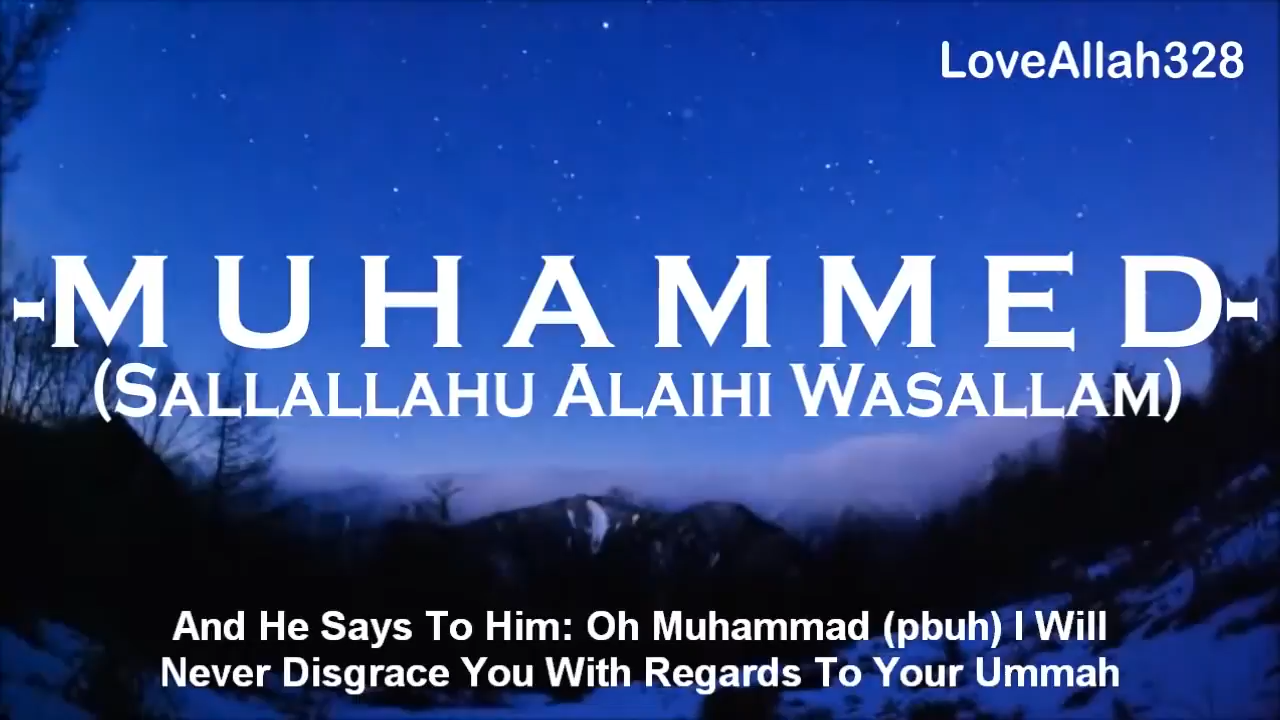 LoveAllah328
-MUHAMMED-
(SALLALLAHU ALAIHI WASALLAM)
And He Says To Him: Oh Muhammad (pbuh) I Will
Never Disgrace You With Regards To Your Ummah